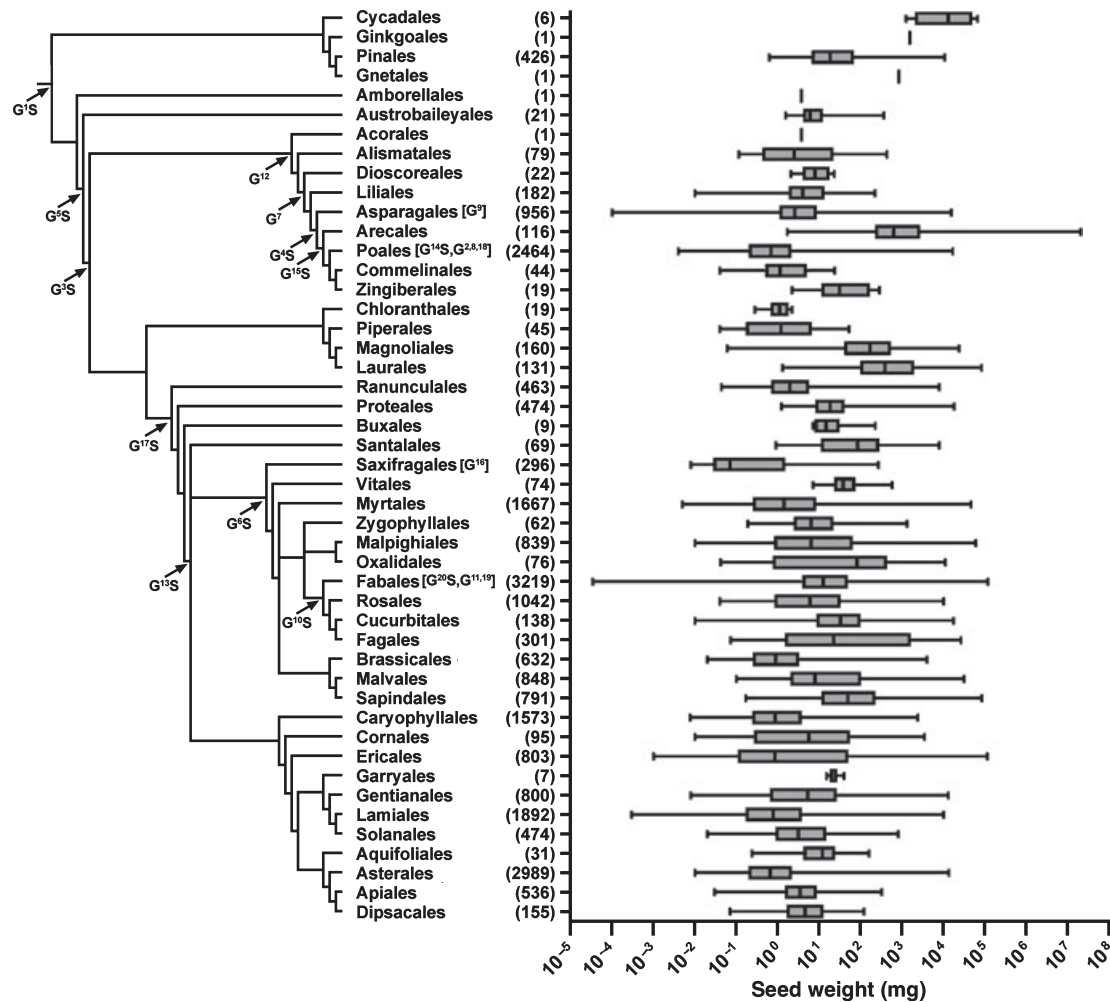 Cycadales (6)
Ginkgoales (1)
Pinales (426)
Gnetales (1)
G¹S
Amborellales (1)
Austrobaileyales (21)
Acorales (1)
Alismatales (79)
G¹²
Dioscoreales (22)
Liliales (182)
G⁵S
G⁷
Asparagales [G⁹] (956)
Arecales (116)
G⁴S
Poales [G¹⁴S,G²,⁸,¹⁸] (2464)
G¹⁵S
Commelinales (44)
G³S
Zingiberales (19)
Chloranthales (19)
Piperales (45)
Magnoliales (160)
Laurales (131)
Ranunculales (463)
Proteales (474)
G¹⁷S
Buxales (9)
Santalales (69)
Saxifragales [G¹⁶] (296)
Vitales (74)
Myrtales (1667)
G⁶S
Zygophyllales (62)
Malpighiales (839)
Oxalidales (76)
G¹³S
Fabales [G²⁰S,G¹¹,¹⁹] (3219)
Rosales (1042)
G¹⁰S
Cucurbitales (138)
Fagales (301)
Brassicales (632)
Malvales (848)
Sapindales (791)
Caryophyllales (1573)
Cornales (95)
Ericales (803)
Garryales (7)
Gentianales (800)
Lamiales (1892)
Solanales (474)
Aquifoliales (31)
Asterales (2989)
Apiales (536)
Dipsacales (155)
10⁻⁵ 10⁻⁴ 10⁻³ 10⁻² 10⁻¹ 10⁰ 10¹ 10² 10³ 10⁴ 10⁵ 10⁶ 10⁷ 10⁸
Seed weight (mg)